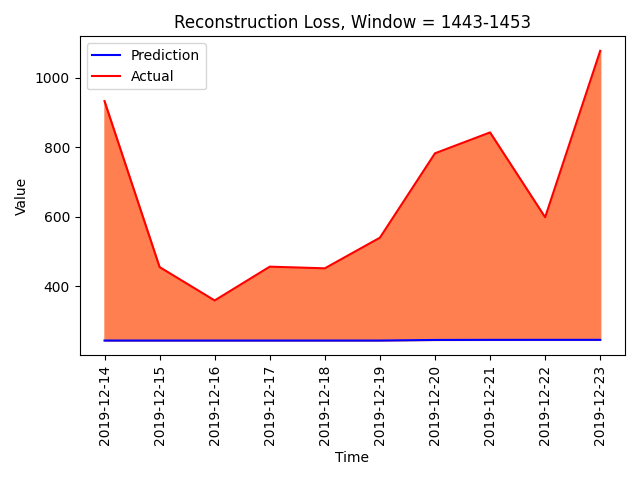 Reconstruction Loss, Window = 1443-1453
Prediction
Actual
Value
1000
800
600
400
2019-12-14
2019-12-15
2019-12-16
2019-12-17
2019-12-18
2019-12-19
2019-12-20
2019-12-21
2019-12-22
2019-12-23
Time